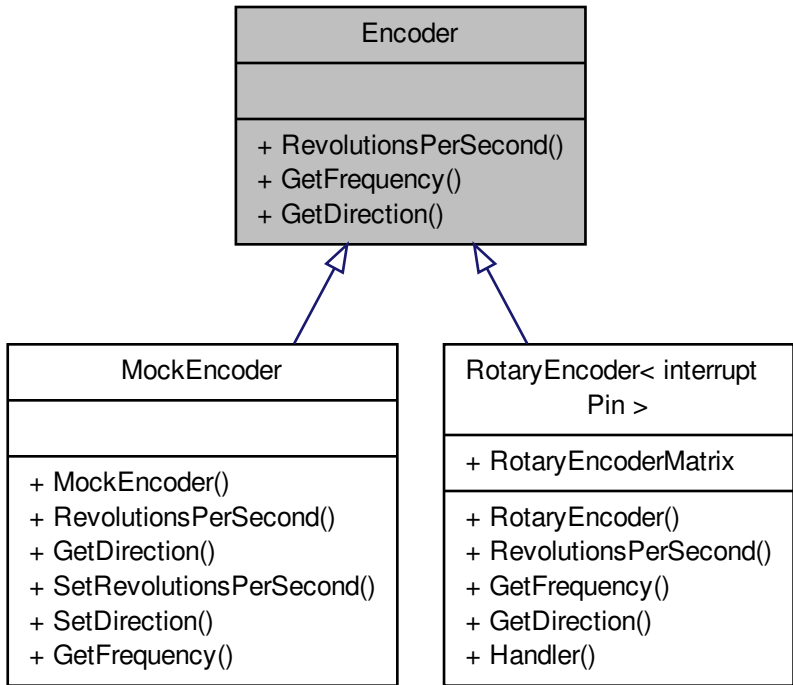 Encoder
+ RevolutionsPerSecond()
+ GetFrequency()
+ GetDirection()
MockEncoder
+ MockEncoder()
+ RevolutionsPerSecond()
+ GetDirection()
+ SetRevolutionsPerSecond()
+ SetDirection()
+ GetFrequency()
RotaryEncoder< interrupt
Pin >
+ RotaryEncoderMatrix
+ RotaryEncoder()
+ RevolutionsPerSecond()
+ GetFrequency()
+ GetDirection()
+ Handler()